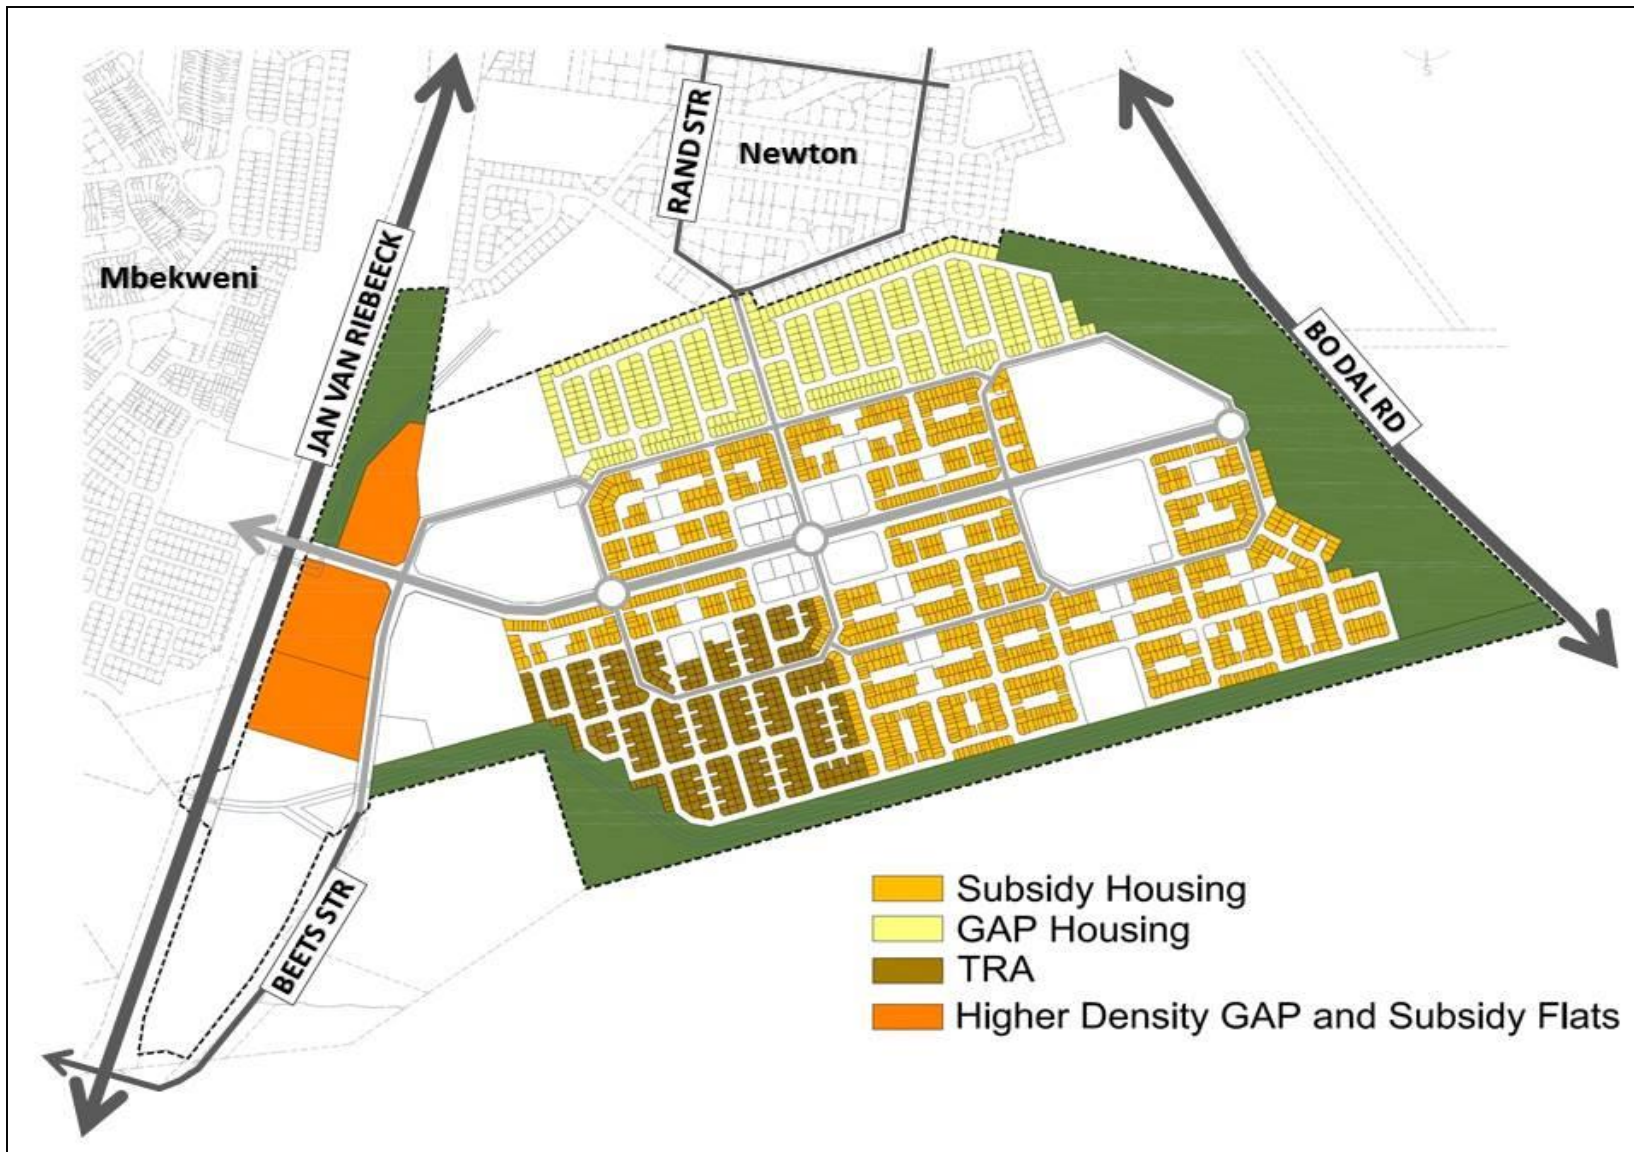 S
RAND STR
Newton
Mbekweni
JAN VAN RIEBEECK
BO DAL RD
BEETS STR
Subsidy Housing
GAP Housing
TRA
Higher Density GAP and Subsidy Flats